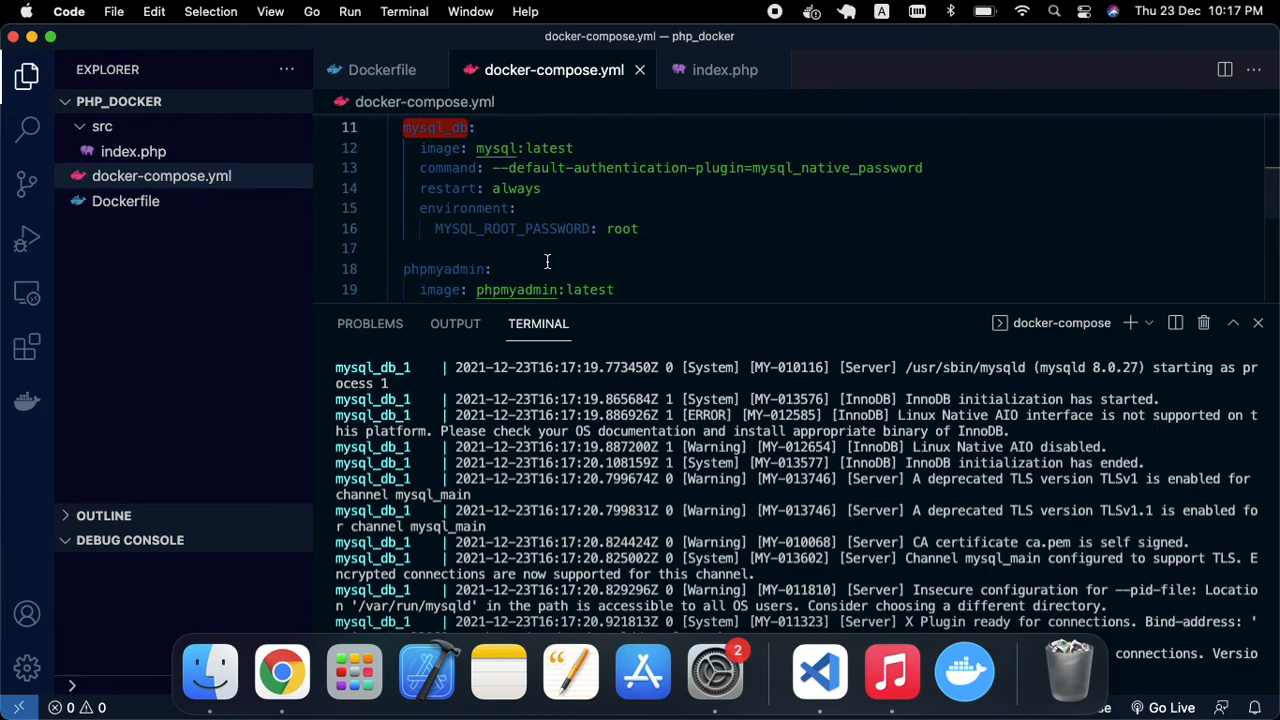 Code File Edit Selection View Go Run Terminal Window Help
A Thu 23 Dec 10:17 PM
docker-compose.yml — php_docker
EXPLORER
Dockerfile docker-compose.yml index.php
PHP_DOCKER
docker-compose.yml
src
index.php
docker-compose.yml
Dockerfile
11 mysql_db:
12 image: mysql:latest
13 command: --default-authentication-plugin=mysql_native_password
14 restart: always
15 environment:
16 MYSQL_ROOT_PASSWORD: root
17
18 phpmyadmin:
19 image: phpmyadmin:latest
PROBLEMS OUTPUT TERMINAL docker-compose
mysql_db_1 | 2021-12-23T16:17:19.773450Z 0 [System] [MY-010116] [Server] /usr/sbin/mysqld (mysqld 8.0.27) starting as pr
ocess 1
mysql_db_1 | 2021-12-23T16:17:19.865684Z 1 [System] [MY-013576] [InnoDB] InnoDB initialization has started.
mysql_db_1 | 2021-12-23T16:17:19.886926Z 1 [ERROR] [MY-012585] [InnoDB] Linux Native AIO interface is not supported on t
his platform. Please check your OS documentation and install appropriate binary of InnoDB.
mysql_db_1 | 2021-12-23T16:17:19.887200Z 1 [Warning] [MY-012654] [InnoDB] Linux Native AIO disabled.
mysql_db_1 | 2021-12-23T16:17:20.108159Z 1 [System] [MY-013577] [InnoDB] InnoDB initialization has ended.
mysql_db_1 | 2021-12-23T16:17:20.799674Z 0 [Warning] [MY-013746] [Server] A deprecated TLS version TLSv1 is enabled for
channel mysql_main
mysql_db_1 | 2021-12-23T16:17:20.799831Z 0 [Warning] [MY-013746] [Server] A deprecated TLS version TLSv1.1 is enabled fo
r channel mysql_main
mysql_db_1 | 2021-12-23T16:17:20.824424Z 0 [Warning] [MY-010068] [Server] CA certificate ca.pem is self signed.
mysql_db_1 | 2021-12-23T16:17:20.825002Z 0 [System] [MY-013602] [Server] Channel mysql_main configured to support TLS. E
ncrypted connections are now supported for this channel.
mysql_db_1 | 2021-12-23T16:17:20.829296Z 0 [Warning] [MY-011810] [Server] Insecure configuration for --pid-file: Locatio
n '/var/run/mysqld' in the path is accessible to all OS users. Consider choosing a different directory.
mysql_db_1 | 2021-12-23T16:17:20.921813Z 0 [System] [MY-011323] [Server] X Plugin ready for connections. Bind-address: '
connections. Versio
OUTLINE
DEBUG CONSOLE
2
0 0 Go Live